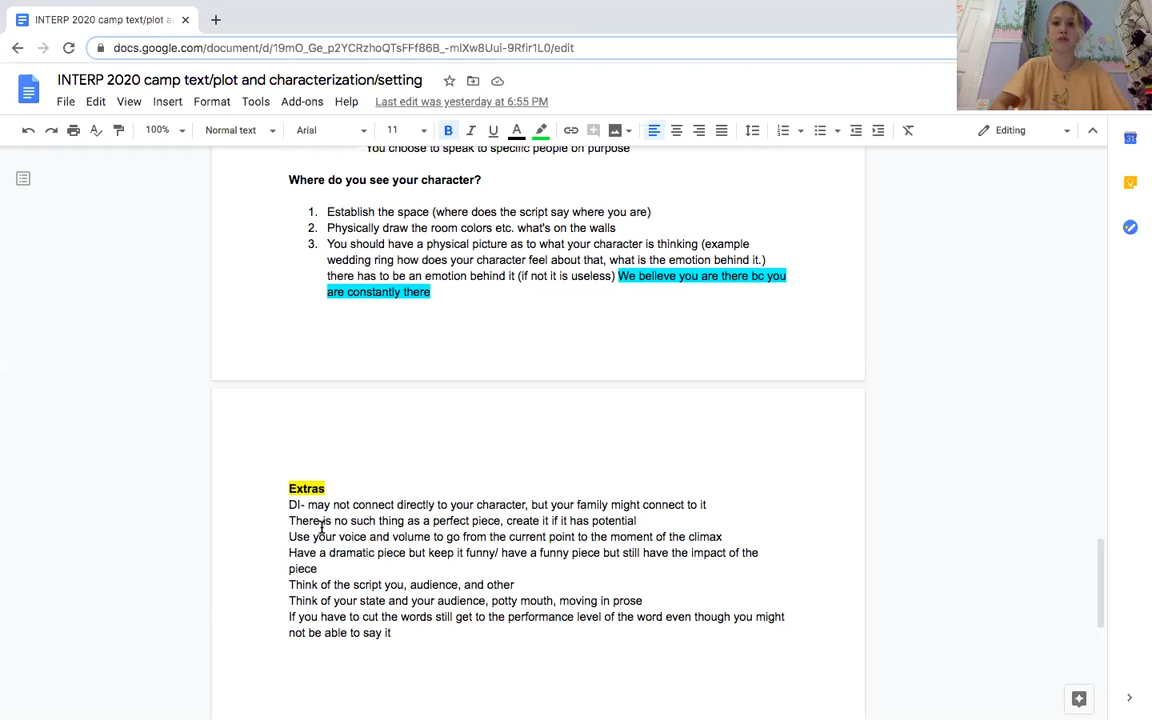 INTERP 2020 camp text/plot a
docs.google.com/document/d/19mO_Ge_p2YCRzhoQTsFFf86B_-mIXw8Uui-9Rfir1L0/edit
INTERP 2020 camp text/plot and characterization/setting
File Edit View Insert Format Tools Add-ons Help Last edit was yesterday at 6:55 PM
100% Normal text Arial 11 B I U A Editing
You choose to speak to specific people on purpose
Where do you see your character?
1. Establish the space (where does the script say where you are)
2. Physically draw the room colors etc. what's on the walls
3. You should have a physical picture as to what your character is thinking (example
wedding ring how does your character feel about that, what is the emotion behind it.)
there has to be an emotion behind it (if not it is useless) We believe you are there bc you
are constantly there
Extras
DI- may not connect directly to your character, but your family might connect to it
There is no such thing as a perfect piece, create it if it has potential
Use your voice and volume to go from the current point to the moment of the climax
Have a dramatic piece but keep it funny/ have a funny piece but still have the impact of the
piece
Think of the script you, audience, and other
Think of your state and your audience, potty mouth, moving in prose
If you have to cut the words still get to the performance level of the word even though you might
not be able to say it